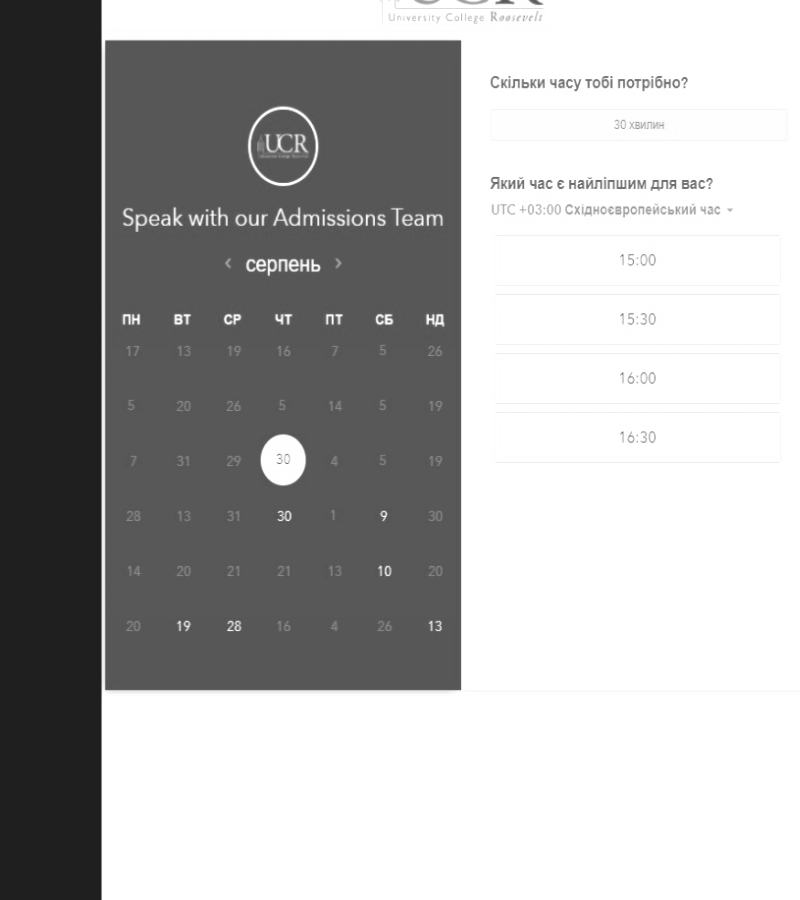 UCR
University College Roosevelt
UCR
Speak with our Admissions Team
серпень
ПН ВТ СР ЧТ ПТ СБ НД
17 13 19 16 7 5 26
5 20 26 5 14 5 19
7 31 29 30 4 5 19
28 13 31 30 1 9 30
14 20 21 21 13 10 20
20 19 28 16 4 26 13
Скільки часу тобі потрібно?
30 хвилин
Який час є найліпшим для вас?
UTC +03:00 Східноєвропейський час
15:00
15:30
16:00
16:30